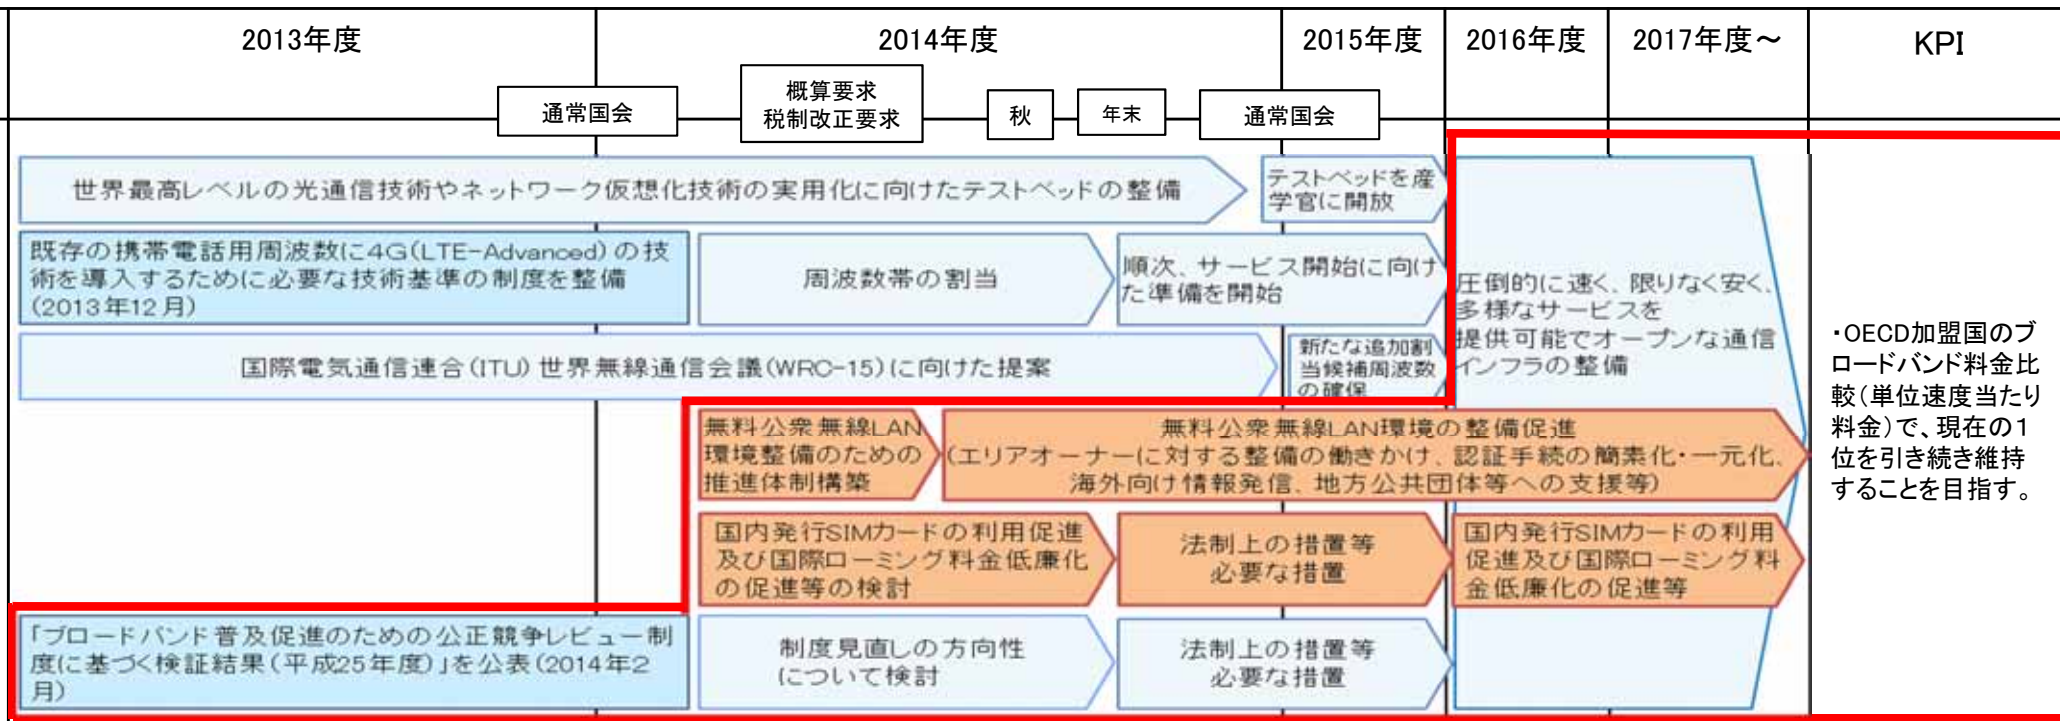 2013年度
2014年度
2015年度
2016年度
2017年度～
KPI
通常国会
概算要求
税制改正要求
秋
年末
通常国会
世界最高レベルの光通信技術やネットワーク仮想化技術の実用化に向けたテストベッドの整備
テストベッドを産
学官に開放
既存の携帯電話用周波数に4G(LTE-Advanced)の技
術を導入するために必要な技術基準の制度を整備
(2013年12月)
周波数帯の割当
順次、サービス開始に向け
た準備を開始
国際電気通信連合(ITU)世界無線通信会議(WRC-15)に向けた提案
新たな追加割
当候補周波数
の確保
圧倒的に速く、限りなく安く、
多様なサービスを
提供可能でオープンな通信
インフラの整備
無料公衆無線LAN
環境整備のための
推進体制構築
無料公衆無線LAN環境の整備促進
(エリアオーナーに対する整備の働きかけ、認証手続の簡素化・一元化、
海外向け情報発信、地方公共団体等への支援等)
国内発行SIMカードの利用促進
及び国際ローミング料金低廉化
の促進等の検討
法制上の措置等
必要な措置
国内発行SIMカードの利用
促進及び国際ローミング料
金低廉化の促進等
「ブロードバンド普及促進のための公正競争レビュー制
度に基づく検証結果(平成25年度)」を公表(2014年2
月)
制度見直しの方向性
について検討
法制上の措置等
必要な措置
・OECD加盟国のブ
ロードバンド料金比
較(単位速度当たり
料金)で、現在の1
位を引き続き維持
することを目指す。